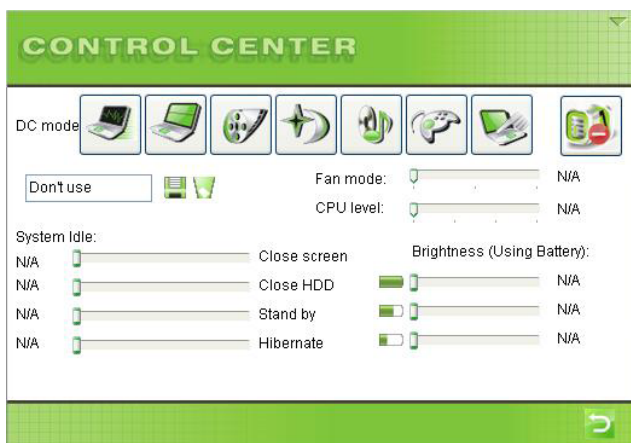 CONTROL CENTER
DC mode
Don't use
Fan mode: N/A
CPU level: N/A
System Idle:
N/A Close screen
N/A Close HDD
N/A Stand by
N/A Hibernate
Brightness (Using Battery):
N/A
N/A
N/A